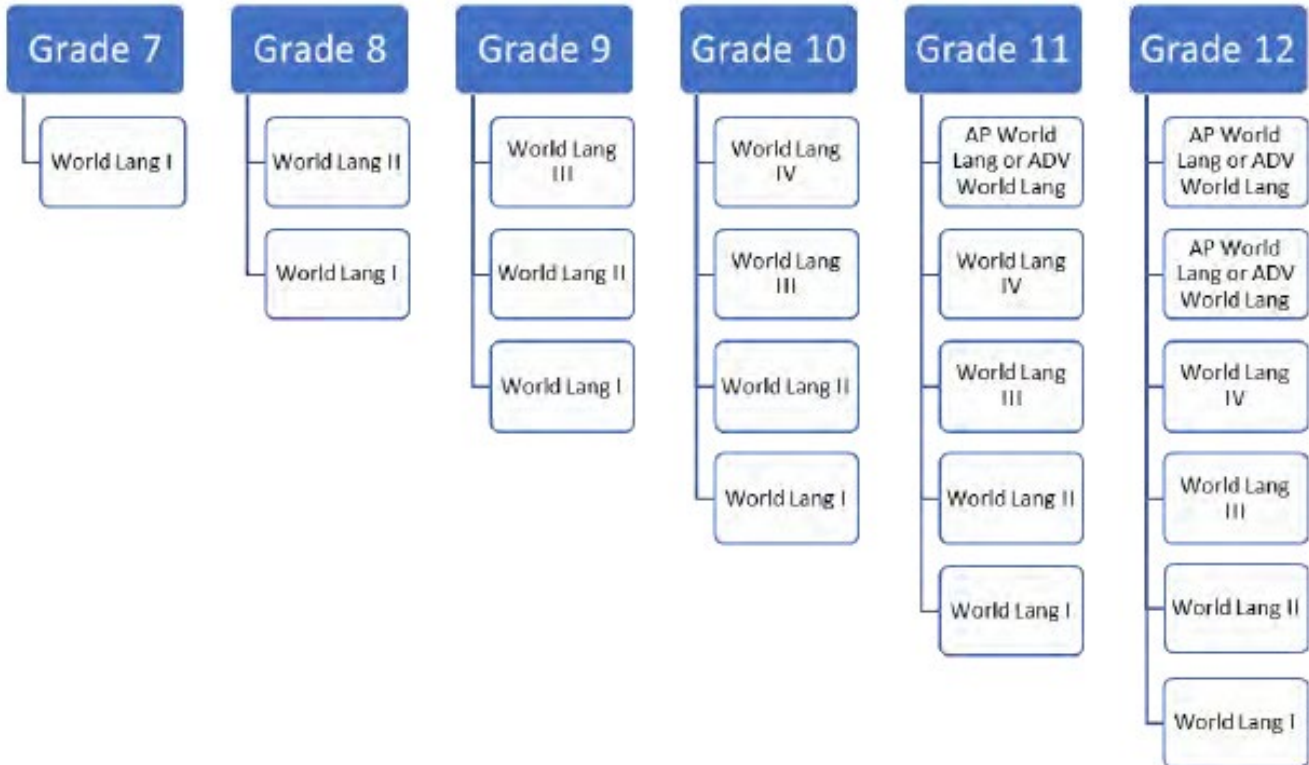 Grade 7
World Lang I
Grade 8
World Lang II
World Lang I
Grade 9
World Lang
III
World Lang II
World Lang I
Grade 10
World Lang
IV
World Lang
III
World Lang II
World Lang I
Grade 11
AP World
Lang or ADV
World Lang
World Lang
IV
World Lang
III
World Lang II
World Lang I
Grade 12
AP World
Lang or ADV
World Lang
AP World
Lang or ADV
World Lang
World Lang
IV
World Lang
III
World Lang II
World Lang I